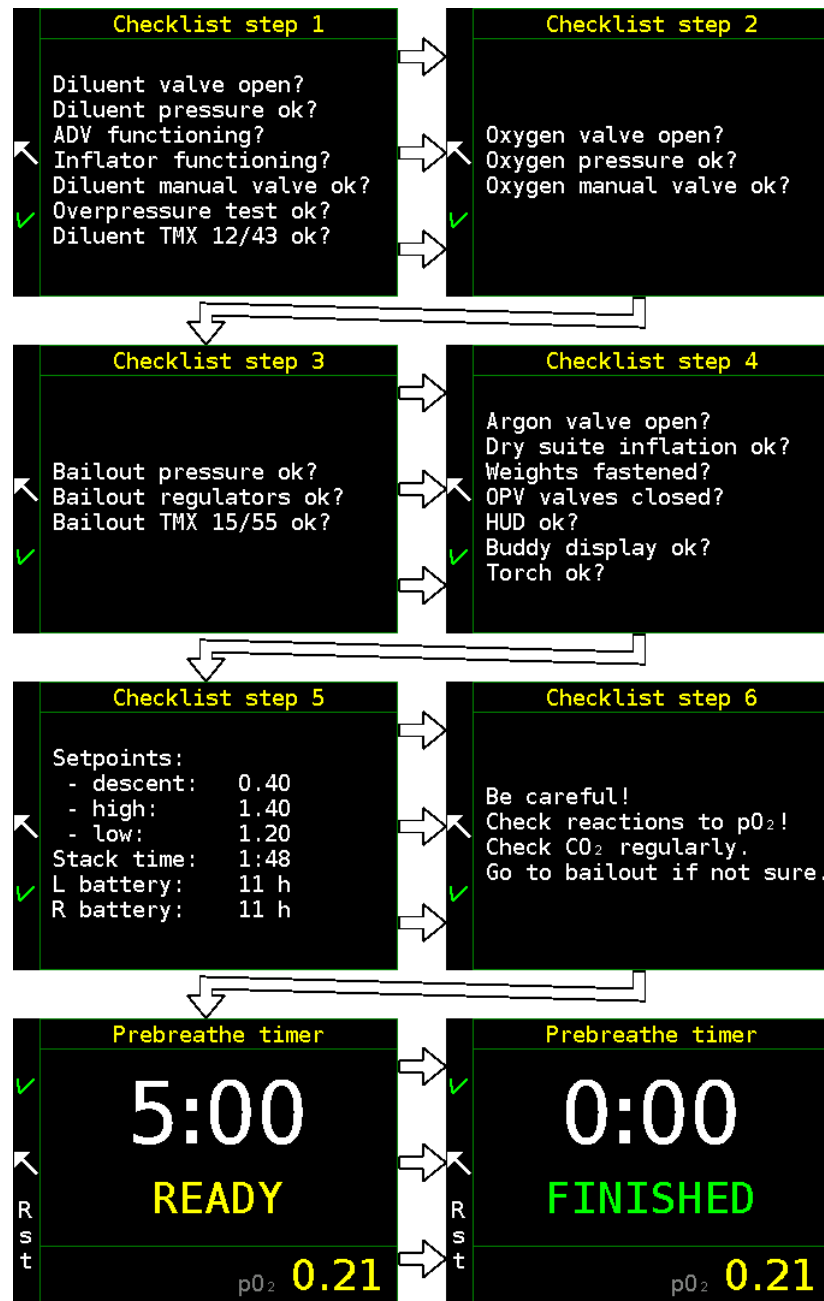 Checklist step 1
Diluent valve open?
Diluent pressure ok?
ADV functioning?
Inflator functioning?
Diluent manual valve ok?
Overpressure test ok?
Diluent TMX 12/43 ok?
Checklist step 2
Oxygen valve open?
Oxygen pressure ok?
Oxygen manual valve ok?
Checklist step 3
Bailout pressure ok?
Bailout regulators ok?
Bailout TMX 15/55 ok?
Checklist step 4
Argon valve open?
Dry suite inflation ok?
Weights fastened?
OPV valves closed?
HUD ok?
Buddy display ok?
Torch ok?
Checklist step 5
Setpoints:
- descent: 0.40
- high: 1.40
- low: 1.20
Stack time: 1:48
L battery: 11 h
R battery: 11 h
Checklist step 6
Be careful!
Check reactions to pO₂!
Check CO₂ regularly.
Go to bailout if not sure.
Prebreathe timer
5:00
READY
Rst
pO₂ 0.21
Prebreathe timer
0:00
FINISHED
Rst
pO₂ 0.21